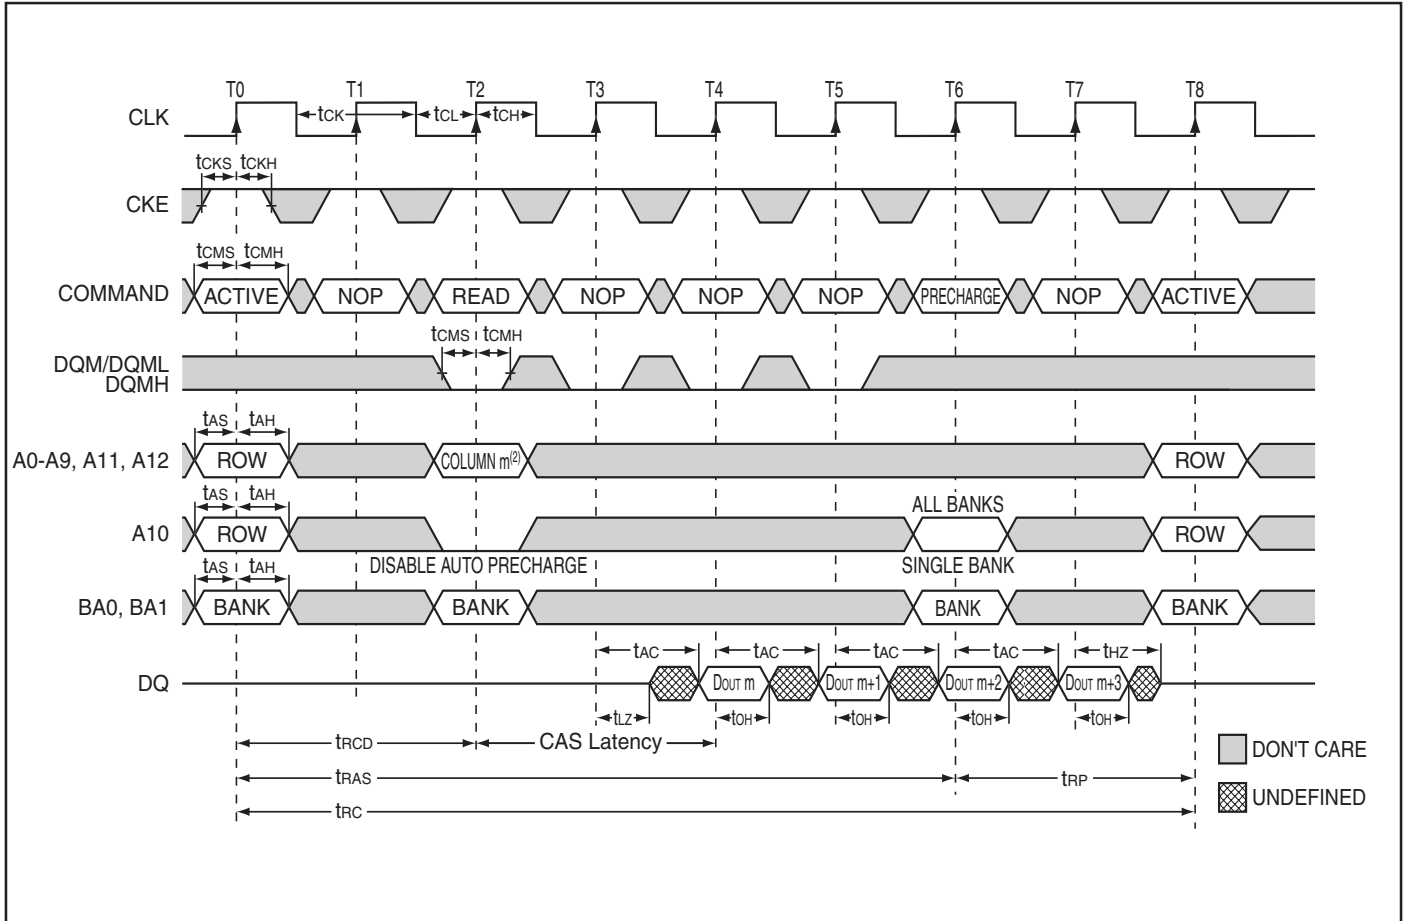 T0 T1 T2 T3 T4 T5 T6 T7 T8
CLK
tCK tCL tCH
tCKS tCKH
CKE
tCMS tCMH
COMMAND ACTIVE NOP READ NOP NOP NOP PRECHARGE NOP ACTIVE
tCMS tCMH
DQM/DQML
DQMH
tAS tAH
A0-A9, A11, A12 ROW COLUMN m(2) ROW
tAS tAH ALL BANKS
A10 ROW ROW
DISABLE AUTO PRECHARGE SINGLE BANK
tAS tAH
BA0, BA1 BANK BANK BANK BANK
tAC tAC tAC tAC tHZ
DQ DOUT m DOUT m+1 DOUT m+2 DOUT m+3
tLZ tOH tOH tOH tOH
tRCD CAS Latency
DON'T CARE
tRAS tRP
UNDEFINED
tRC